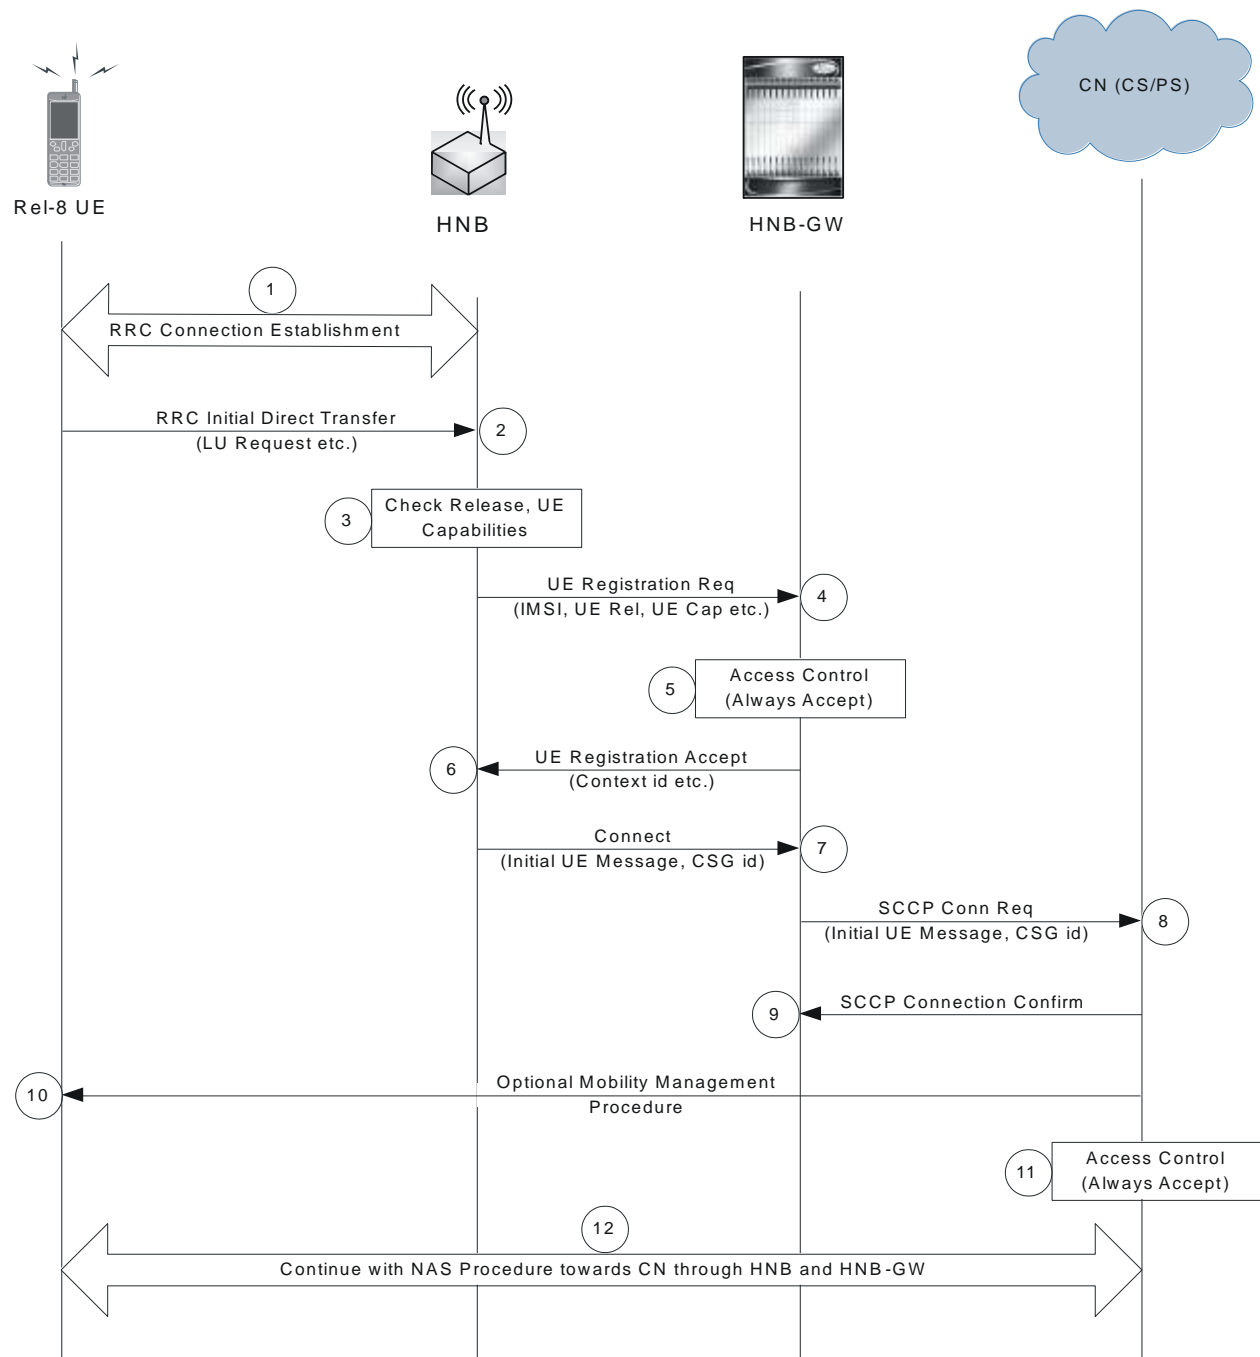 CN (CS/PS)
Rel-8 UE
HNB
HNB-GW
1
RRC Connection Establishment
RRC Initial Direct Transfer
(LU Request etc.)
2
3
Check Release, UE
Capabilities
UE Registration Req
(IMSI, UE Rel, UE Cap etc.)
4
5
Access Control
(Always Accept)
6
UE Registration Accept
(Context id etc.)
Connect
(Initial UE Message, CSG id)
7
SCCP Conn Req
(Initial UE Message, CSG id)
8
9
SCCP Connection Confirm
10
Optional Mobility Management
Procedure
11
Access Control
(Always Accept)
12
Continue with NAS Procedure towards CN through HNB and HNB-GW